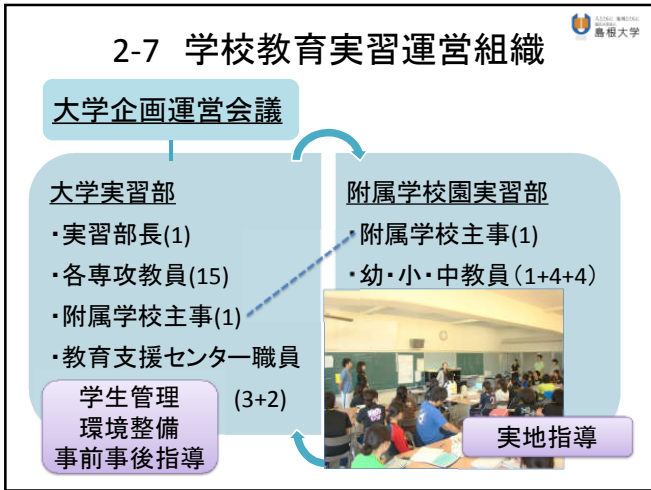 2-7 学校教育実習運営組織
島根大学
大学企画運営会議
大学実習部
・実習部長(1)
・各専攻教員(15)
・附属学校主事(1)
・教育支援センター職員
(3+2)
学生管理
環境整備
事前事後指導
附属学校園実習部
・附属学校主事(1)
・幼・小・中教員（1+4+4）
実地指導